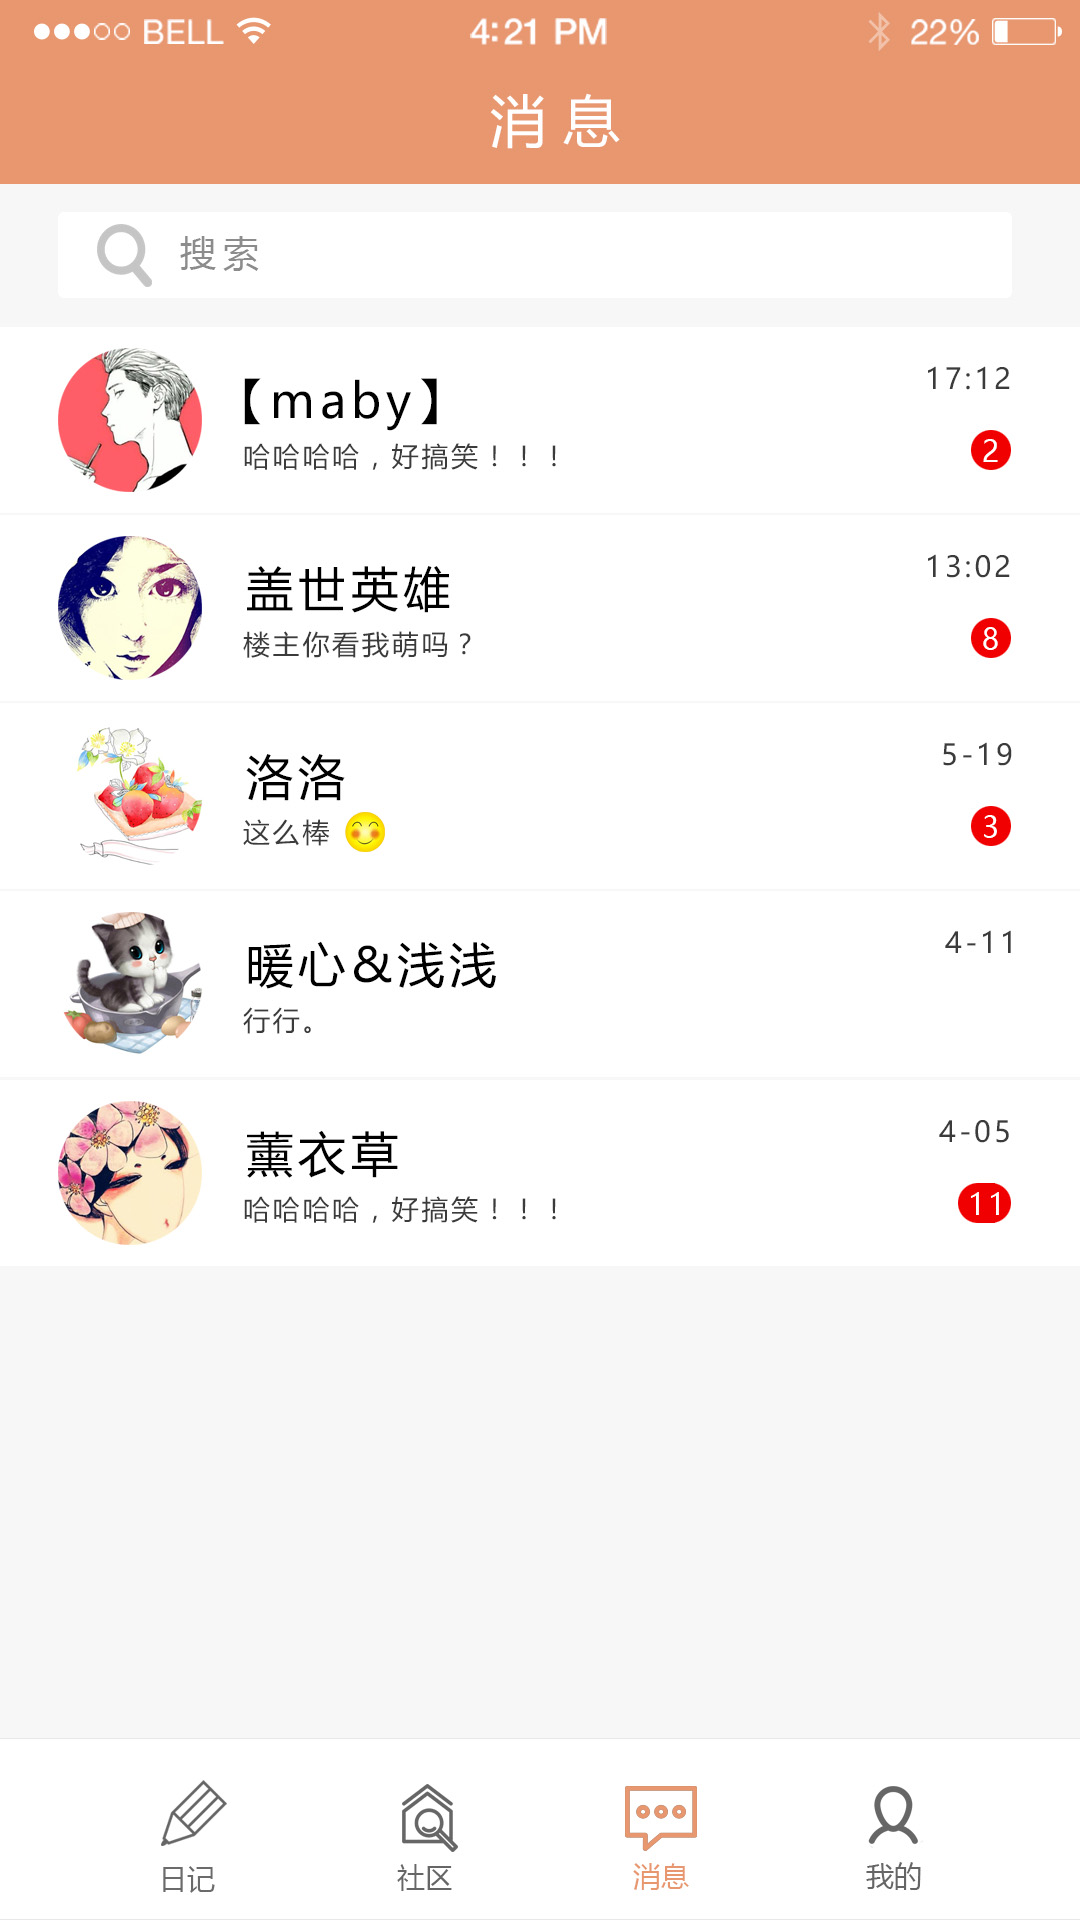 BELL 4:21 PM 22%
消息
搜索
【maby】 17:12
哈哈哈哈，好搞笑！！！ 2
盖世英雄 13:02
楼主你看我萌吗？ 8
洛洛 5-19
这么棒 3
暖心&浅浅 4-11
行行。
薰衣草 4-05
哈哈哈哈，好搞笑！！！ 11
日记 社区 消息 我的